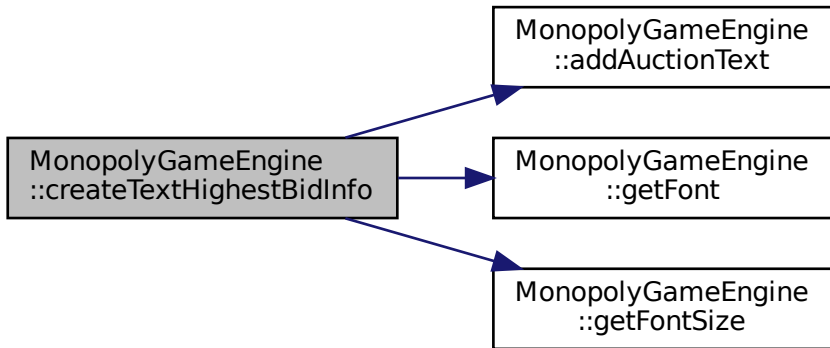 MonopolyGameEngine
::addAuctionText
MonopolyGameEngine
::createTextHighestBidInfo
MonopolyGameEngine
::getFont
MonopolyGameEngine
::getFontSize